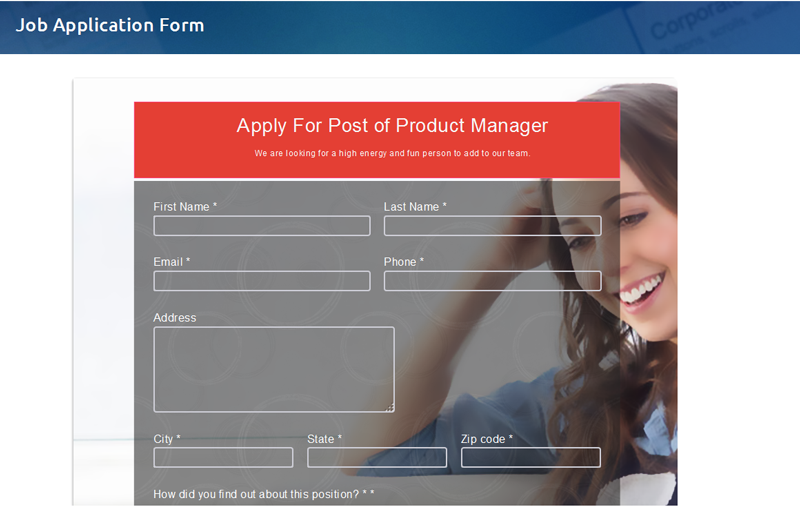 Job Application Form
Corporate
Apply For Post of Product Manager
We are looking for a high energy and fun person to add to our team.
First Name *
Last Name *
Email *
Phone *
Address
City *
State *
Zip code *
How did you find out about this position? * *